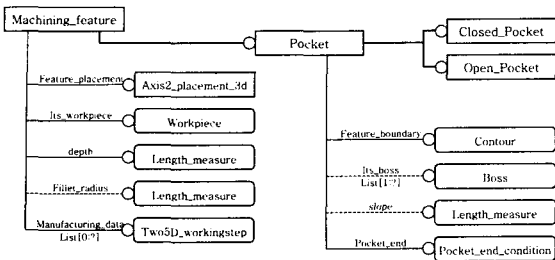 Machining_feature
Pocket
Closed_Pocket
Open_Pocket
Feature_placement
Axis2_placement_3d
Its_workpiece
Workpiece
depth
Length_measure
Fillet_radius
Length_measure
Manufacturing_data
List[0:?]
Two5D_workingstep
Feature_boundary
Contour
Its_boss
List[1:?]
Boss
slope
Length_measure
Pocket_end
Pocket_end_condition